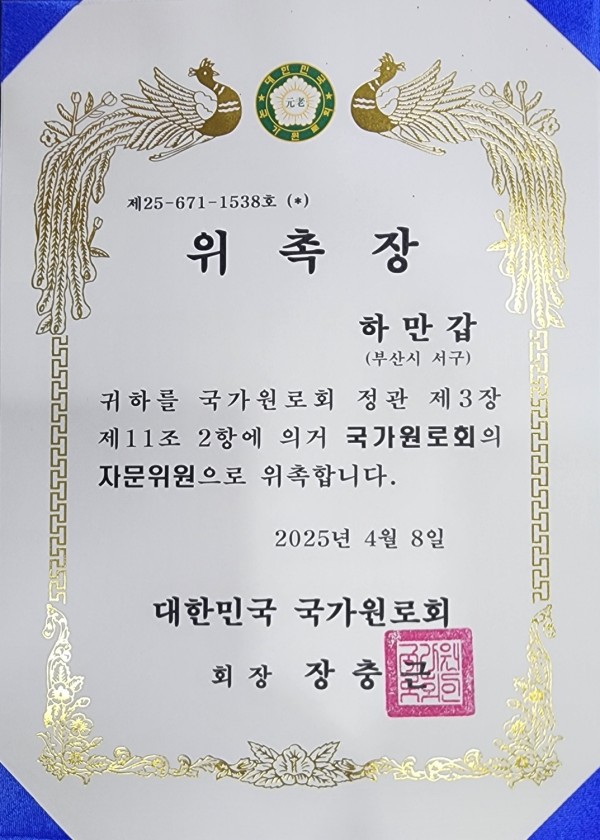 대한민국
元老
국가원로회
제25-671-1538호 (*)
위 촉 장
하 만 갑
(부산시 서구)
귀하를 국가원로회 정관 제3장
제11조 2항에 의거 국가원로회의
자문위원으로 위촉합니다.
2025년 4월 8일
대한민국 국가원로회
회장 장 충 근